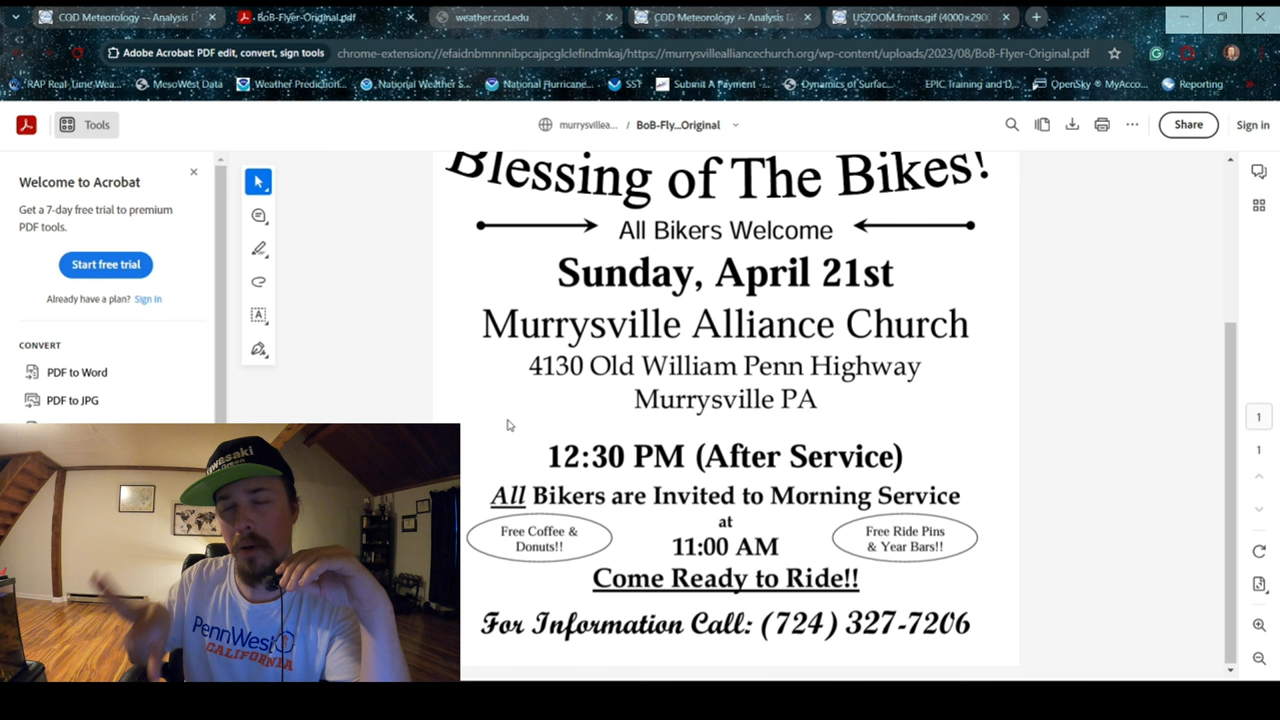 COD Meteorology -- Analysis
BoB-Flyer-Original.pdf
weather.cod.edu
COD Meteorology -- Analysis
USZOOM.fronts.gif (4000×290
Adobe Acrobat: PDF edit, convert, sign tools
chrome-extension://efaidnbmnnnibpcajpcglclefindmkaj/https://murrysvillealliancechurch.org/wp-content/uploads/2023/08/BoB-Flyer-Original.pdf
RAP Real-Time Wea...
MesoWest Data
Weather Prediction...
National Weather S...
National Hurricane...
SST
Submit A Payment -...
Dynamics of Surfac...
EPIC Training and D...
OpenSky ® MyAcco...
Reporting
Tools
murrysvillea... / BoB-Fly...Original
Share
Sign in
Welcome to Acrobat
Get a 7-day free trial to premium
PDF tools.
Start free trial
Already have a plan? Sign in
CONVERT
PDF to Word
PDF to JPG
Blessing of The Bikes!
All Bikers Welcome
Sunday, April 21st
Murrysville Alliance Church
4130 Old William Penn Highway
Murrysville PA
12:30 PM (After Service)
All Bikers are Invited to Morning Service
at
11:00 AM
Free Coffee &
Donuts!!
Free Ride Pins
& Year Bars!!
Come Ready to Ride!!
For Information Call: (724) 327-7206
1
1
Kawasaki
Green
PennWest
CALIFORNIA